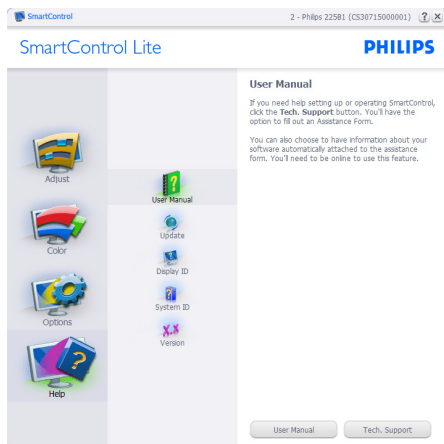 SmartControl
2 - Philips 225B1 (CS30715000001)
?
SmartControl Lite
PHILIPS
Adjust
Color
Options
Help
User Manual
Update
Display ID
System ID
X.X
Version
User Manual
If you need help setting up or operating SmartControl,
click the Tech. Support button. You'll have the
option to fill out an Assistance Form.
You can also choose to have information about your
software automatically attached to the assistance
form. You'll need to be online to use this feature.
User Manual
Tech. Support